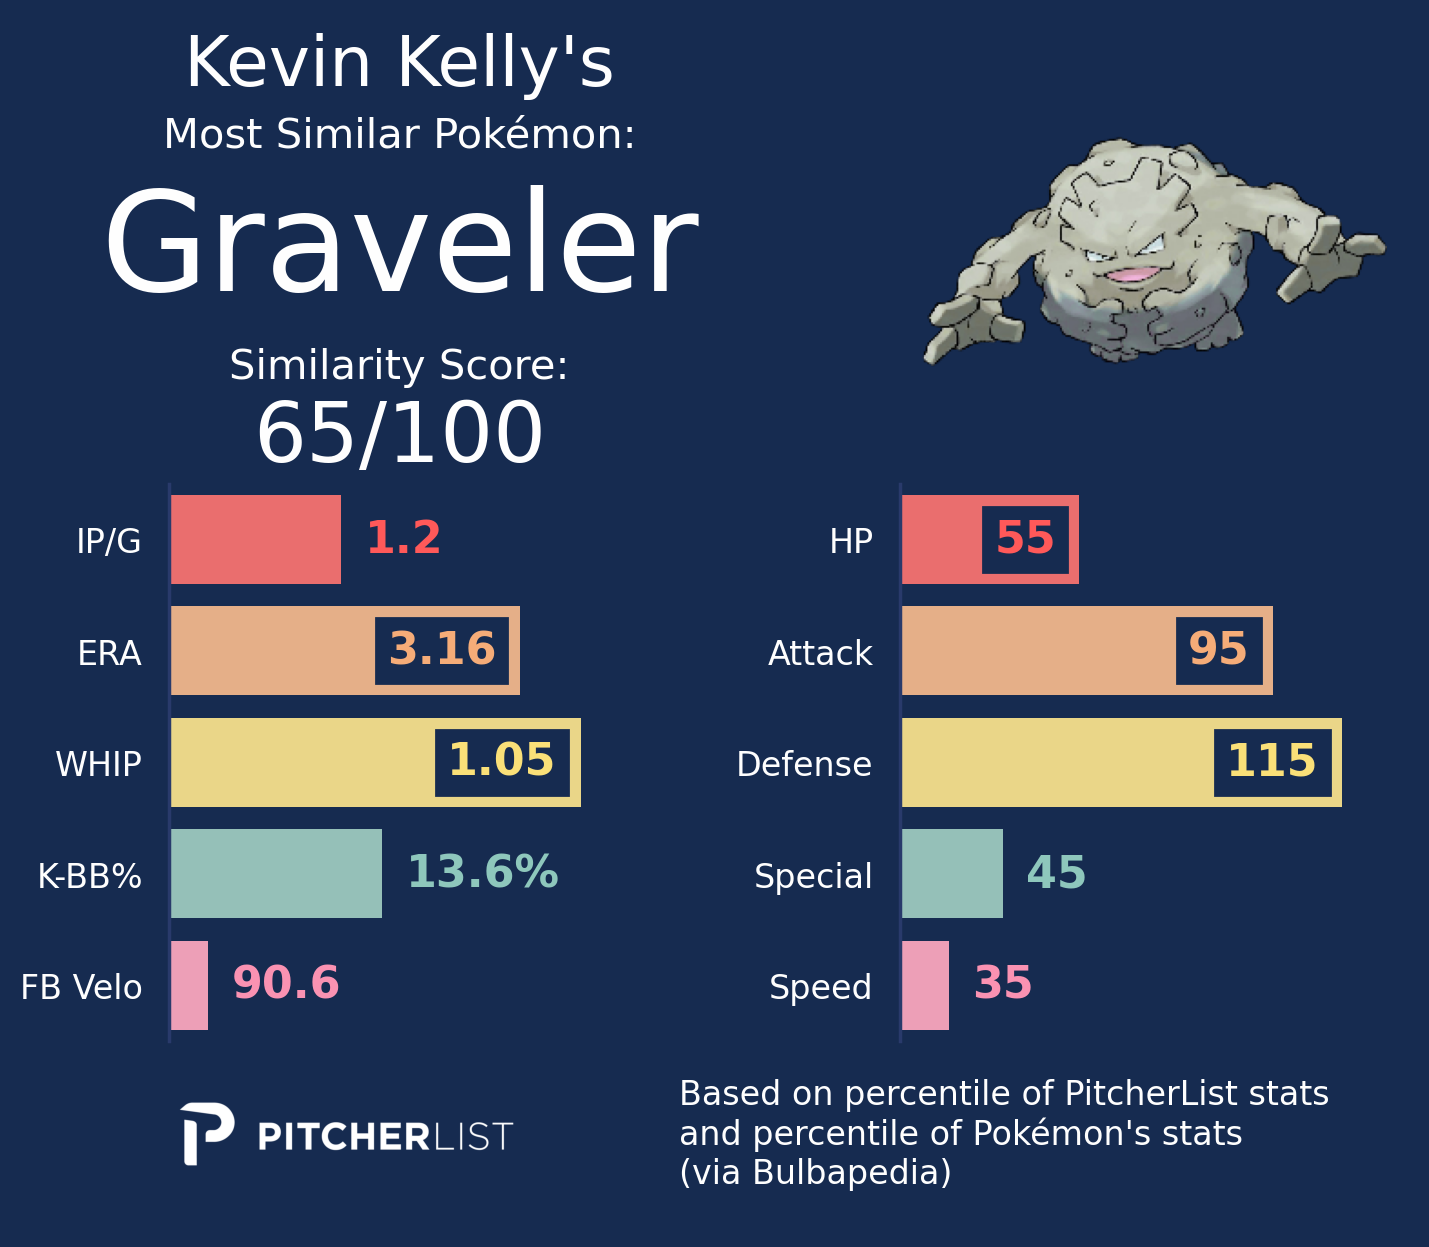 Kevin Kelly's
Most Similar Pokémon:
Graveler
Similarity Score:
65/100
IP/G 1.2
ERA 3.16
WHIP 1.05
K-BB% 13.6%
FB Velo 90.6
HP 55
Attack 95
Defense 115
Special 45
Speed 35
PITCHERLIST
Based on percentile of PitcherList stats
and percentile of Pokémon's stats
(via Bulbapedia)